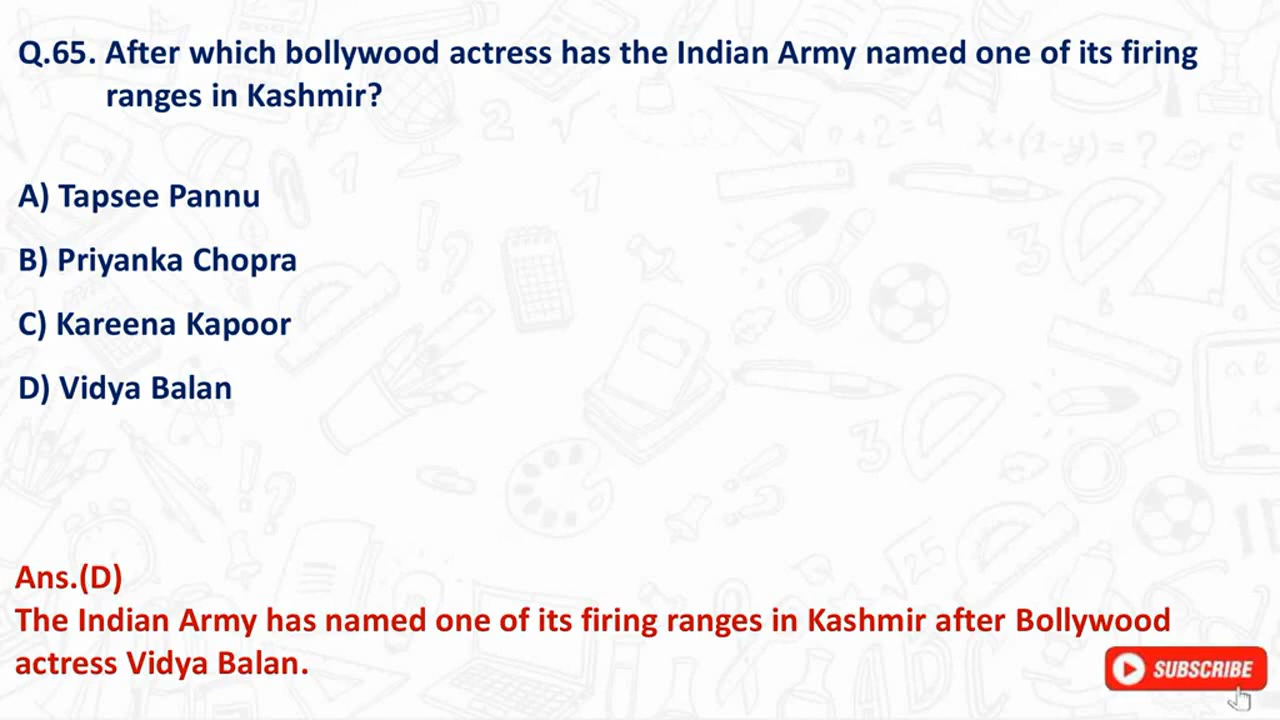 Q.65. After which bollywood actress has the Indian Army named one of its firing
ranges in Kashmir?
A) Tapsee Pannu
B) Priyanka Chopra
C) Kareena Kapoor
D) Vidya Balan
Ans.(D)
The Indian Army has named one of its firing ranges in Kashmir after Bollywood
actress Vidya Balan.
SUBSCRIBE